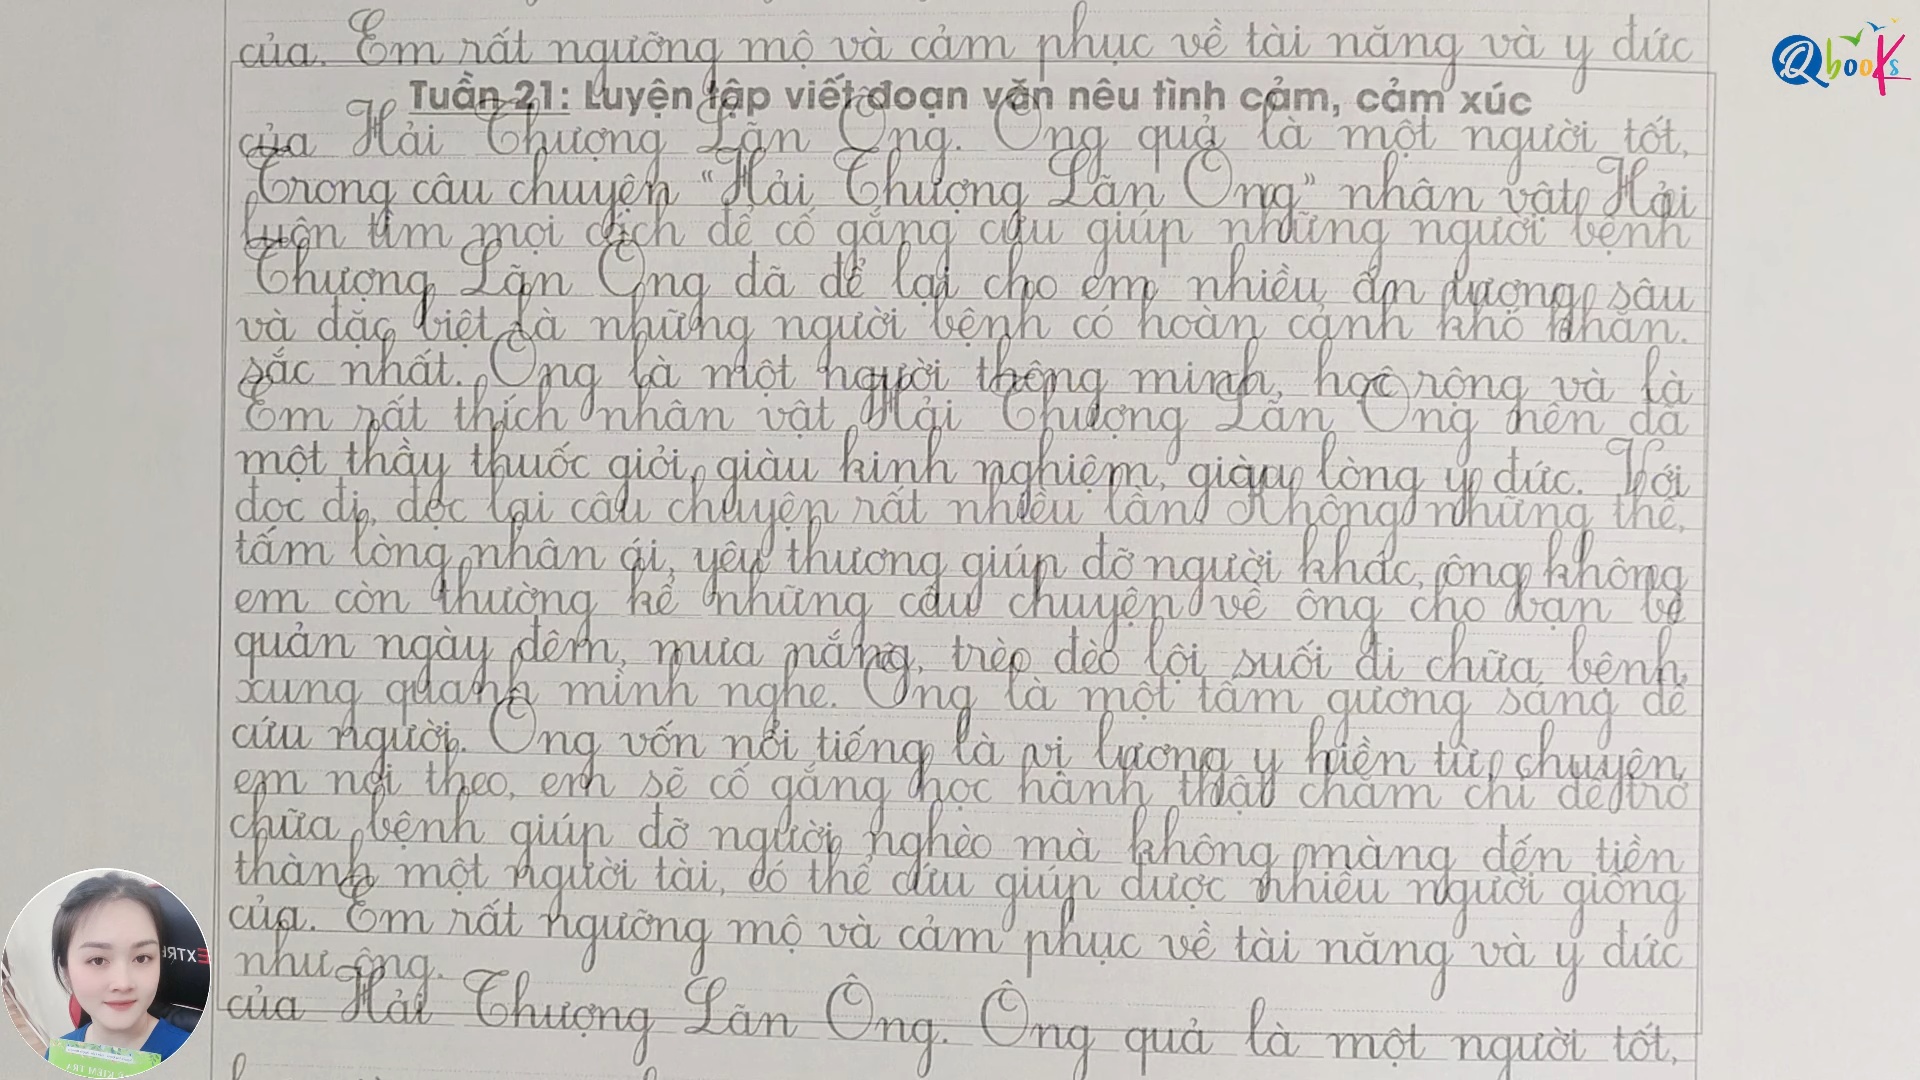 của. Em rất ngưỡng mộ và cảm phục về tài năng và y đức
Qbooks
Tuần 21: Luyện tập viết đoạn văn nêu tình cảm, cảm xúc
của Hải Thượng Lãn Ông. Ông quả là một người tốt,
Trong câu chuyện "Hải Thượng Lãn Ông" nhân vật Hải
luôn tìm mọi cách để cố gắng cứu giúp những người bệnh
Thượng Lãn Ông đã để lại cho em nhiều ấn tượng sâu
và đặc biệt là những người bệnh có hoàn cảnh khó khăn.
sắc nhất. Ông là một người thông minh, học rộng và là
Em rất thích nhân vật Hải Thượng Lãn Ông nên đã
một thầy thuốc giỏi, giàu kinh nghiệm, giàu lòng y đức. Với
đọc đi, đọc lại câu chuyện rất nhiều lần. Không những thế,
tấm lòng nhân ái, yêu thương giúp đỡ người khác, ông không
em còn thường kể những câu chuyện về ông cho bạn bè
quản ngày đêm, mưa nắng, trèo đèo lội suối đi chữa bệnh
xung quanh mình nghe. Ông là một tấm gương sáng để
cứu người. Ông vốn nổi tiếng là vị lương y hiền từ, chuyên
em noi theo, em sẽ cố gắng học hành thật chăm chỉ để trở
chữa bệnh giúp đỡ người nghèo mà không màng đến tiền
thành một người tài, có thể cứu giúp được nhiều người giống
của. Em rất ngưỡng mộ và cảm phục về tài năng và y đức
như ông.
của Hải Thượng Lãn Ông. Ông quả là một người tốt,